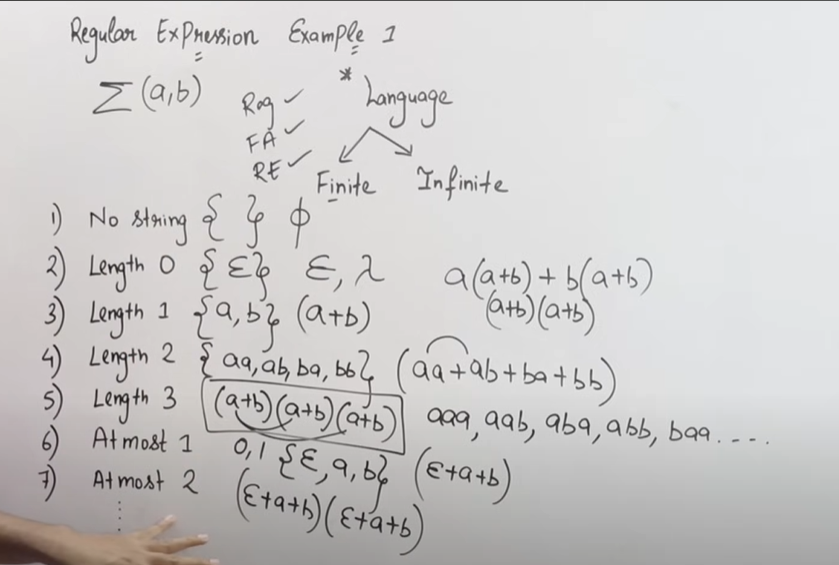 Regular Expression Example 1
Σ(a,b)
Reg ✓
FA ✓
RE ✓
* Language
Finite Infinite
1) No string { } ϕ
2) Length 0 {ε} ε, λ
a(a+b) + b(a+b)
(a+b)(a+b)
3) Length 1 {a,b} (a+b)
4) Length 2 {aa,ab,ba,bb} (aa+ab+ba+bb)
5) Length 3 (a+b)(a+b)(a+b) aaa, aab, aba, abb, baa....
6) Atmost 1 0,1 {ε,a,b} (ε+a+b)
7) Atmost 2 (ε+a+b)(ε+a+b)